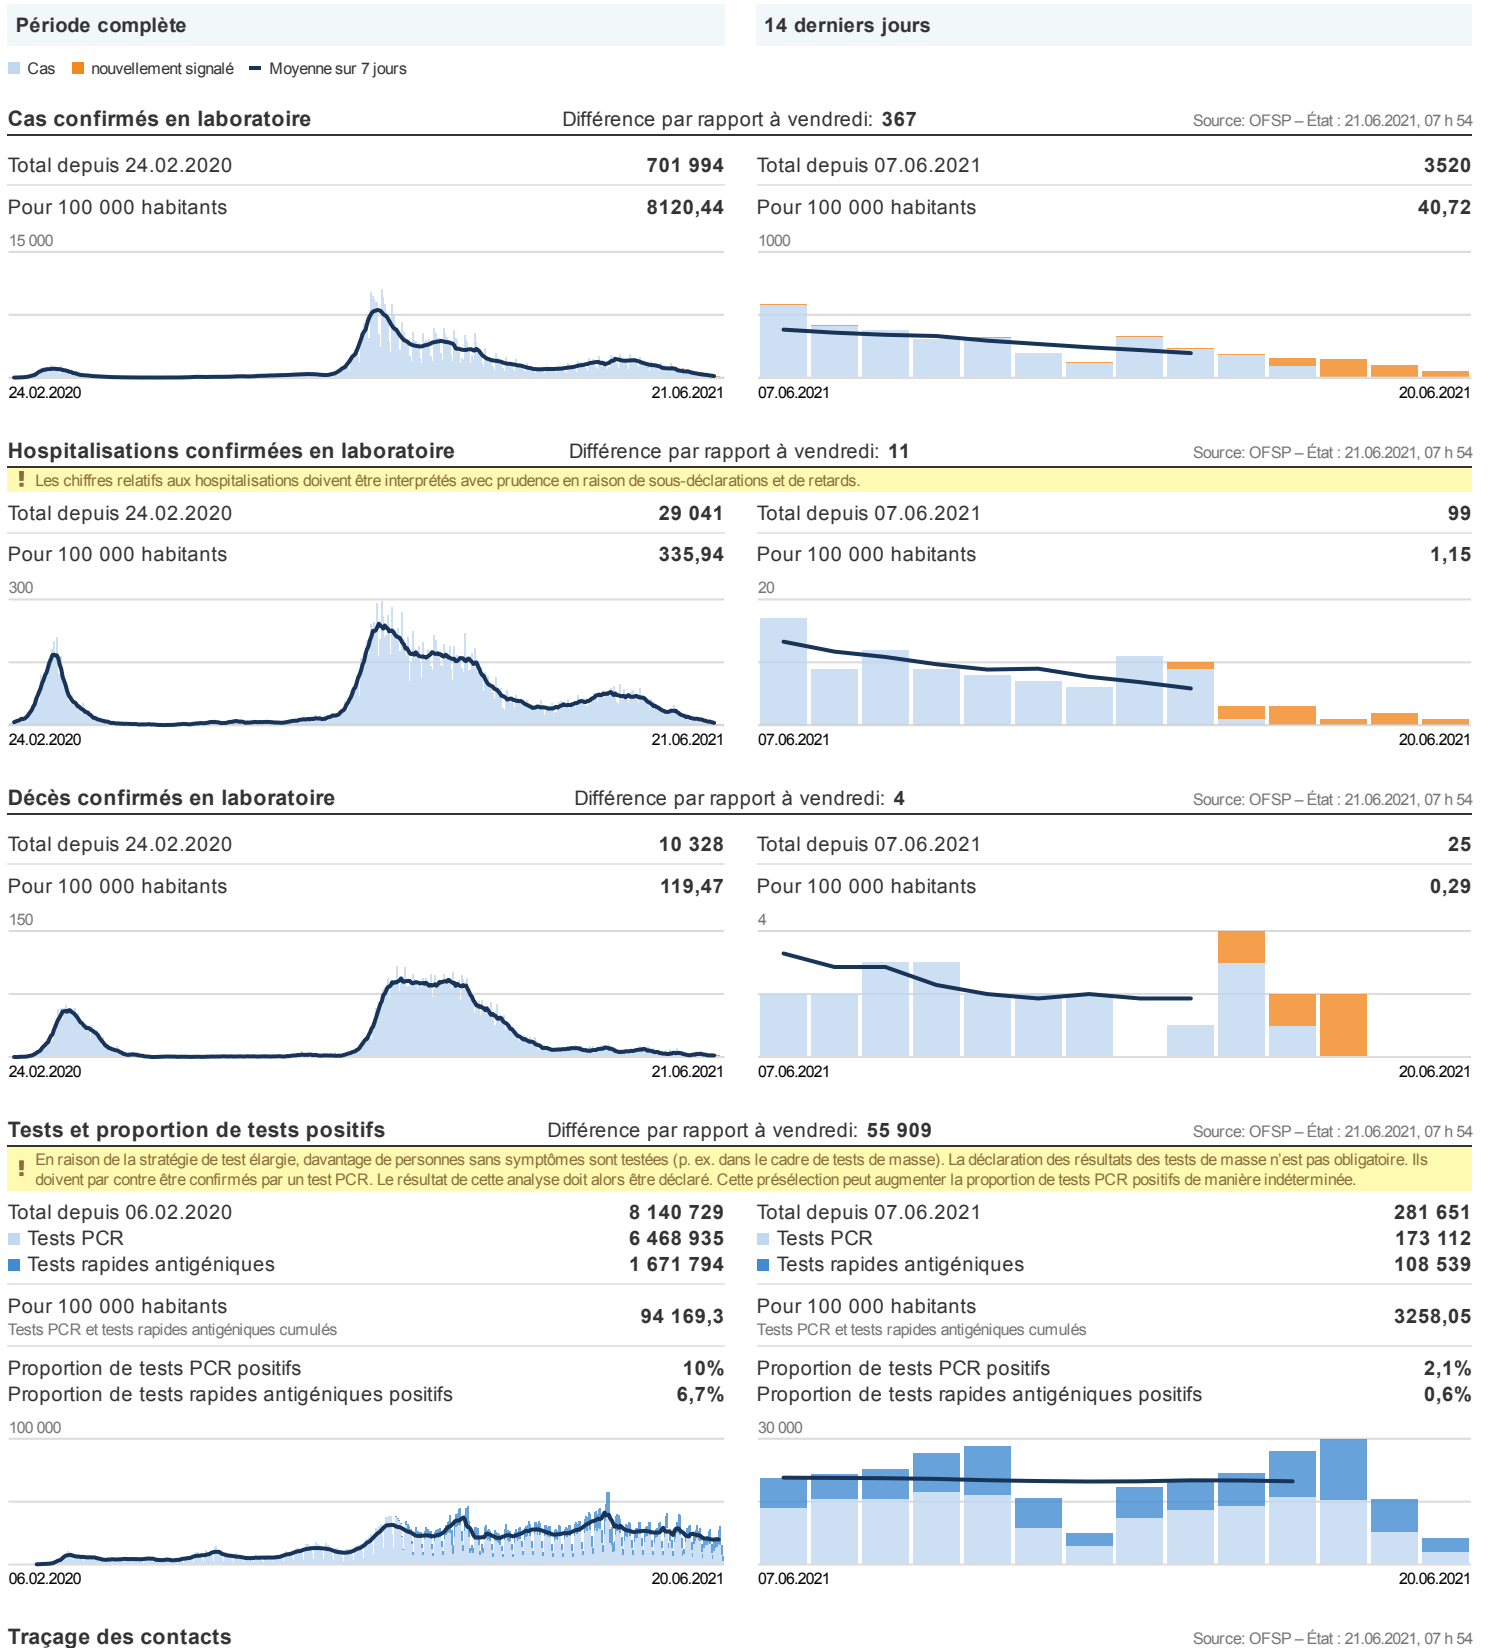 Période complète
14 derniers jours
Cas nouvellement signalé Moyenne sur 7 jours
Cas confirmés en laboratoire Différence par rapport à vendredi: 367 Source: OFSP – État : 21.06.2021, 07 h 54
Total depuis 24.02.2020 701 994
Pour 100 000 habitants 8120,44
15 000
24.02.2020 21.06.2021
Total depuis 07.06.2021 3520
Pour 100 000 habitants 40,72
1000
07.06.2021 20.06.2021
Hospitalisations confirmées en laboratoire Différence par rapport à vendredi: 11 Source: OFSP – État : 21.06.2021, 07 h 54
! Les chiffres relatifs aux hospitalisations doivent être interprétés avec prudence en raison de sous-déclarations et de retards.
Total depuis 24.02.2020 29 041
Pour 100 000 habitants 335,94
300
24.02.2020 21.06.2021
Total depuis 07.06.2021 99
Pour 100 000 habitants 1,15
20
07.06.2021 20.06.2021
Décès confirmés en laboratoire Différence par rapport à vendredi: 4 Source: OFSP – État : 21.06.2021, 07 h 54
Total depuis 24.02.2020 10 328
Pour 100 000 habitants 119,47
150
24.02.2020 21.06.2021
Total depuis 07.06.2021 25
Pour 100 000 habitants 0,29
4
07.06.2021 20.06.2021
Tests et proportion de tests positifs Différence par rapport à vendredi: 55 909 Source: OFSP – État : 21.06.2021, 07 h 54
! En raison de la stratégie de test élargie, davantage de personnes sans symptômes sont testées (p. ex. dans le cadre de tests de masse). La déclaration des résultats des tests de masse n’est pas obligatoire. Ils
doivent par contre être confirmés par un test PCR. Le résultat de cette analyse doit alors être déclaré. Cette présélection peut augmenter la proportion de tests PCR positifs de manière indéterminée.
Total depuis 06.02.2020 8 140 729
Tests PCR 6 468 935
Tests rapides antigéniques 1 671 794
Pour 100 000 habitants 94 169,3
Tests PCR et tests rapides antigéniques cumulés
Proportion de tests PCR positifs 10%
Proportion de tests rapides antigéniques positifs 6,7%
100 000
06.02.2020 20.06.2021
Total depuis 07.06.2021 281 651
Tests PCR 173 112
Tests rapides antigéniques 108 539
Pour 100 000 habitants 3258,05
Tests PCR et tests rapides antigéniques cumulés
Proportion de tests PCR positifs 2,1%
Proportion de tests rapides antigéniques positifs 0,6%
30 000
07.06.2021 20.06.2021
Traçage des contacts Source: OFSP – État : 21.06.2021, 07 h 54